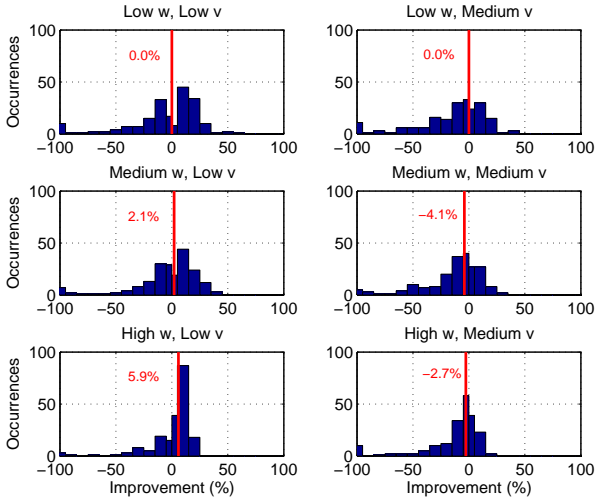 Low w, Low v
Low w, Medium v
Occurrences
100
50
0
0.0%
−100 −50 0 50 100
100
50
0
0.0%
−100 −50 0 50 100
Medium w, Low v
Medium w, Medium v
Occurrences
100
50
0
2.1%
−100 −50 0 50 100
100
50
0
−4.1%
−100 −50 0 50 100
High w, Low v
High w, Medium v
Occurrences
100
50
0
5.9%
−100 −50 0 50 100
Improvement (%)
100
50
0
−2.7%
−100 −50 0 50 100
Improvement (%)